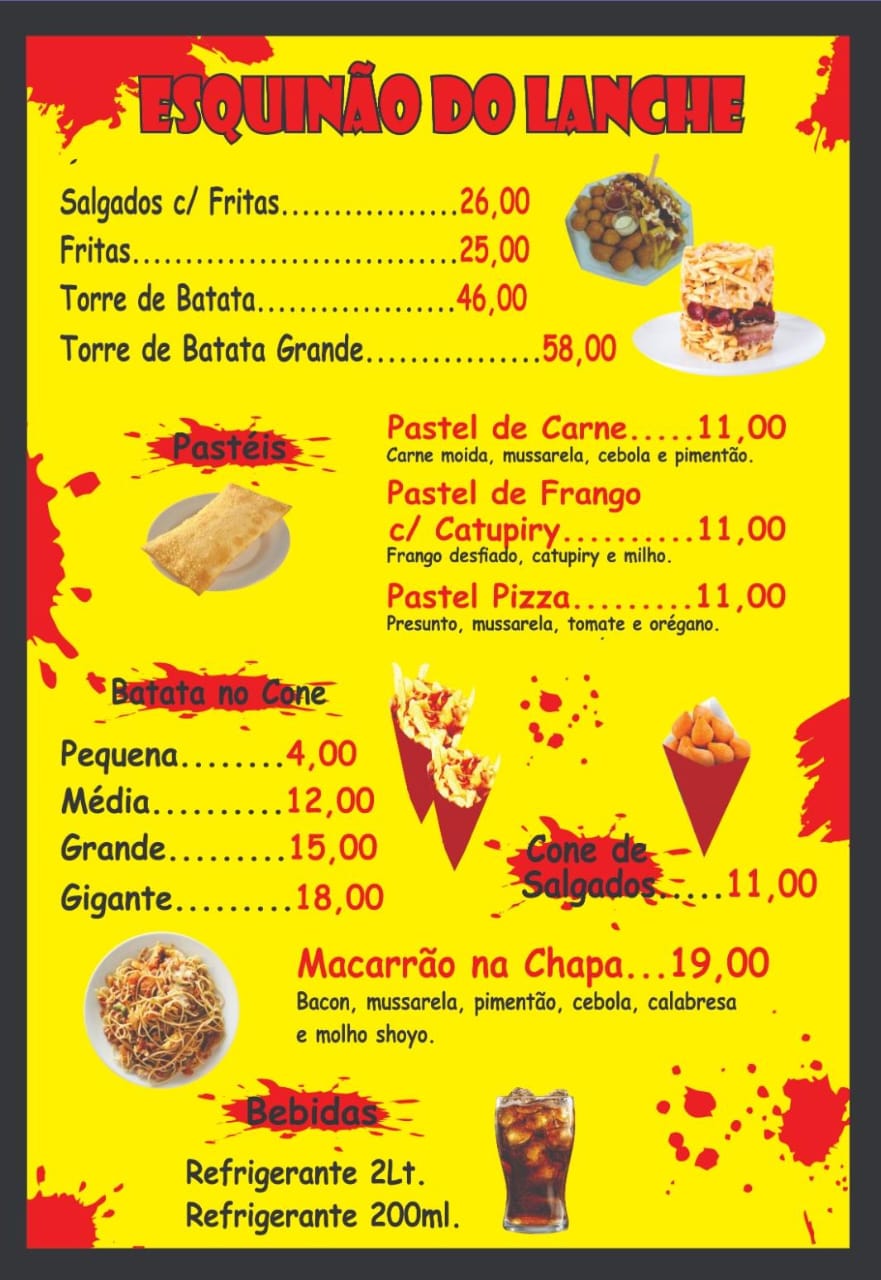 ESQUINÃO DO LANCHE
Salgados c/ Fritas.................26,00
Fritas...............................25,00
Torre de Batata...................46,00
Torre de Batata Grande.................58,00
Pastéis
Pastel de Carne.....11,00
Carne moida, mussarela, cebola e pimentão.
Pastel de Frango
c/ Catupiry..........11,00
Frango desfiado, catupiry e milho.
Pastel Pizza.........11,00
Presunto, mussarela, tomate e orégano.
Batata no Cone
Pequena........4,00
Média..........12,00
Grande.........15,00
Gigante.........18,00
Cone de
Salgados.....11,00
Macarrão na Chapa...19,00
Bacon, mussarela, pimentão, cebola, calabresa
e molho shoyo.
Bebidas
Refrigerante 2Lt.
Refrigerante 200ml.